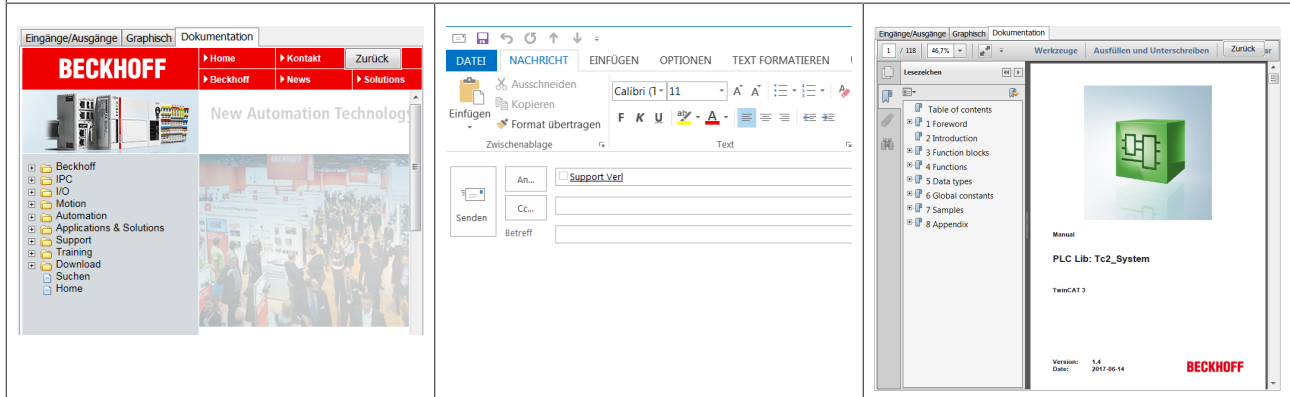 Eingänge/Ausgänge Graphisch Dokumentation
BECKHOFF
Home Kontakt Zurück
Beckhoff News Solutions
New Automation Technology
Beckhoff
IPC
I/O
Motion
Automation
Applications & Solutions
Support
Training
Download
Suchen
Home
DATEI NACHRICHT EINFÜGEN OPTIONEN TEXT FORMATIEREN
Einfügen
Ausschneiden
Kopieren
Format übertragen
Zwischenablage
Calibri (T 11
F K U
Text
Senden
An... Support Verl
Cc...
Betreff
Eingänge/Ausgänge Graphisch Dokumentation
1 / 118 46,7% Werkzeuge Ausfüllen und Unterschreiben Zurück
Lesezeichen
Table of contents
1 Foreword
2 Introduction
3 Function blocks
4 Functions
5 Data types
6 Global constants
7 Samples
8 Appendix
Manual
PLC Lib: Tc2_System
TwinCAT 3
Version: 1.4
Date: 2017-06-14
BECKHOFF